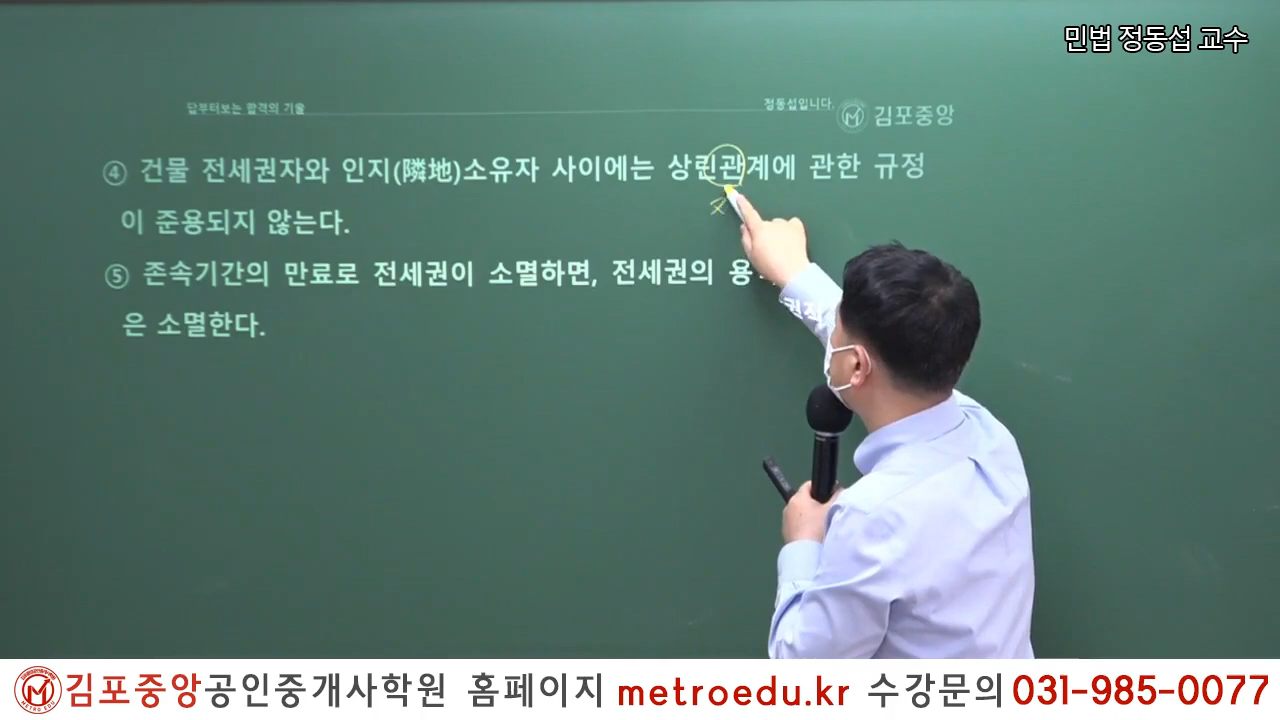 민법 정동섭 교수
답부터보는 합격의 기술
정동섭입니다.
김포중앙
④ 건물 전세권자와 인지(隣地)소유자 사이에는 상린관계에 관한 규정
이 준용되지 않는다.
⑤ 존속기간의 만료로 전세권이 소멸하면, 전세권의
은 소멸한다.
김포중앙공인중개사학원 홈페이지 metroedu.kr 수강문의 031-985-0077